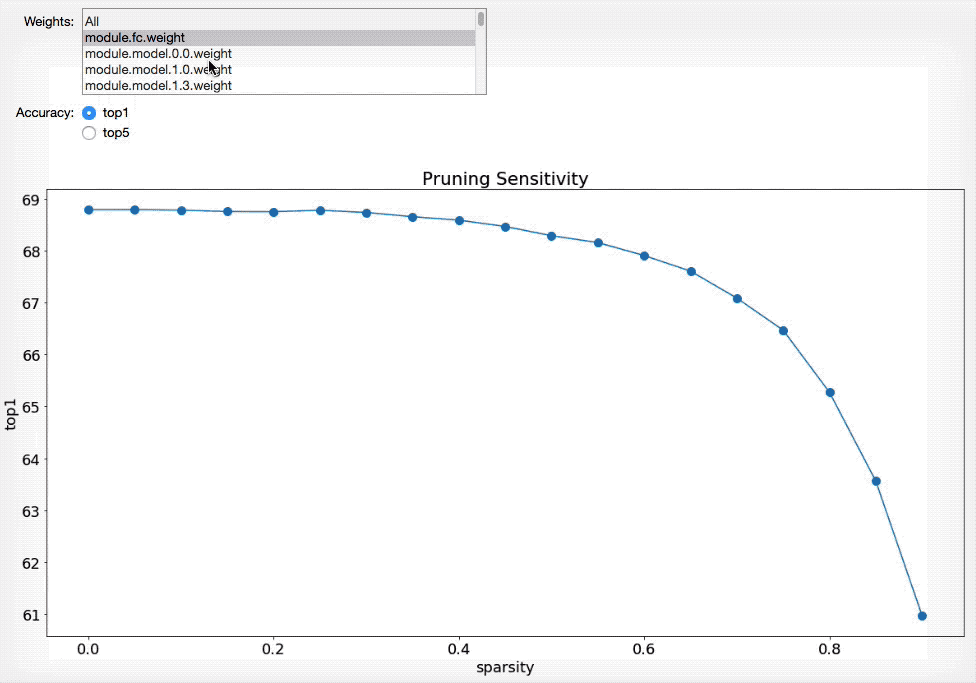 Weights:
All
module.fc.weight
module.model.0.0.weight
module.model.1.0.weight
module.model.1.3.weight
Accuracy:
top1
top5
Pruning Sensitivity
69
68
67
66
65
64
63
62
61
top1
0.0 0.2 0.4 0.6 0.8
sparsity